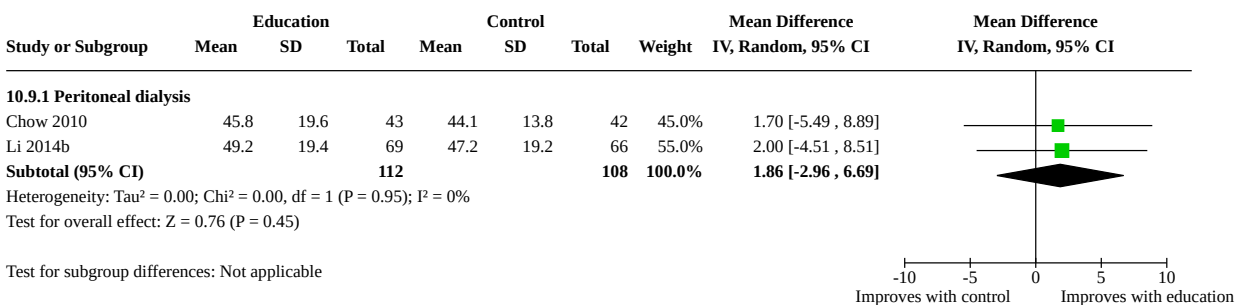 Education Control Mean Difference Mean Difference
Study or Subgroup Mean SD Total Mean SD Total Weight IV, Random, 95% CI IV, Random, 95% CI
10.9.1 Peritoneal dialysis
Chow 2010 45.8 19.6 43 44.1 13.8 42 45.0% 1.70 [-5.49 , 8.89]
Li 2014b 49.2 19.4 69 47.2 19.2 66 55.0% 2.00 [-4.51 , 8.51]
Subtotal (95% CI) 112 108 100.0% 1.86 [-2.96 , 6.69]
Heterogeneity: Tau² = 0.00; Chi² = 0.00, df = 1 (P = 0.95); I² = 0%
Test for overall effect: Z = 0.76 (P = 0.45)
Test for subgroup differences: Not applicable
-10 -5 0 5 10
Improves with control Improves with education